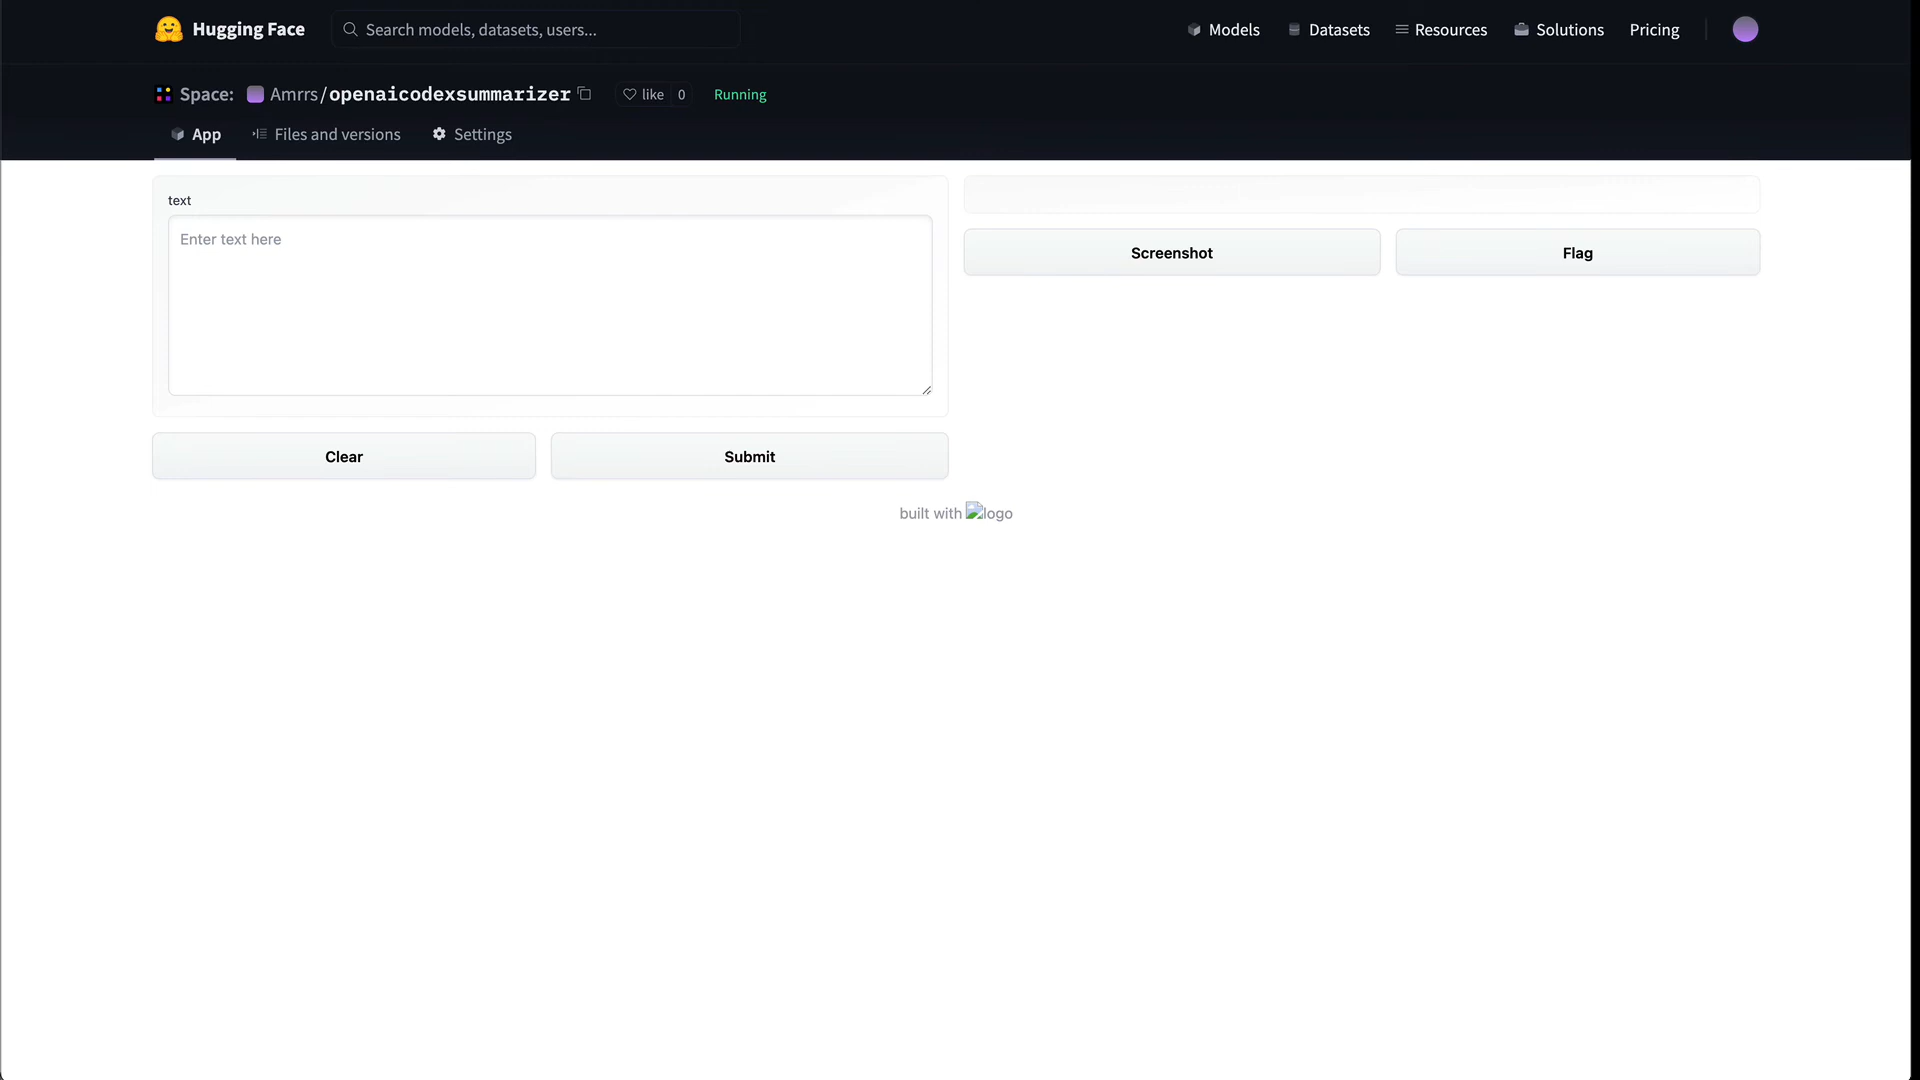 Hugging Face
Search models, datasets, users...
Models
Datasets
Resources
Solutions
Pricing
Space: Amrrs/openaicodexsummarizer
like 0
Running
App
Files and versions
Settings
text
Enter text here
Screenshot
Flag
Clear
Submit
built with logo